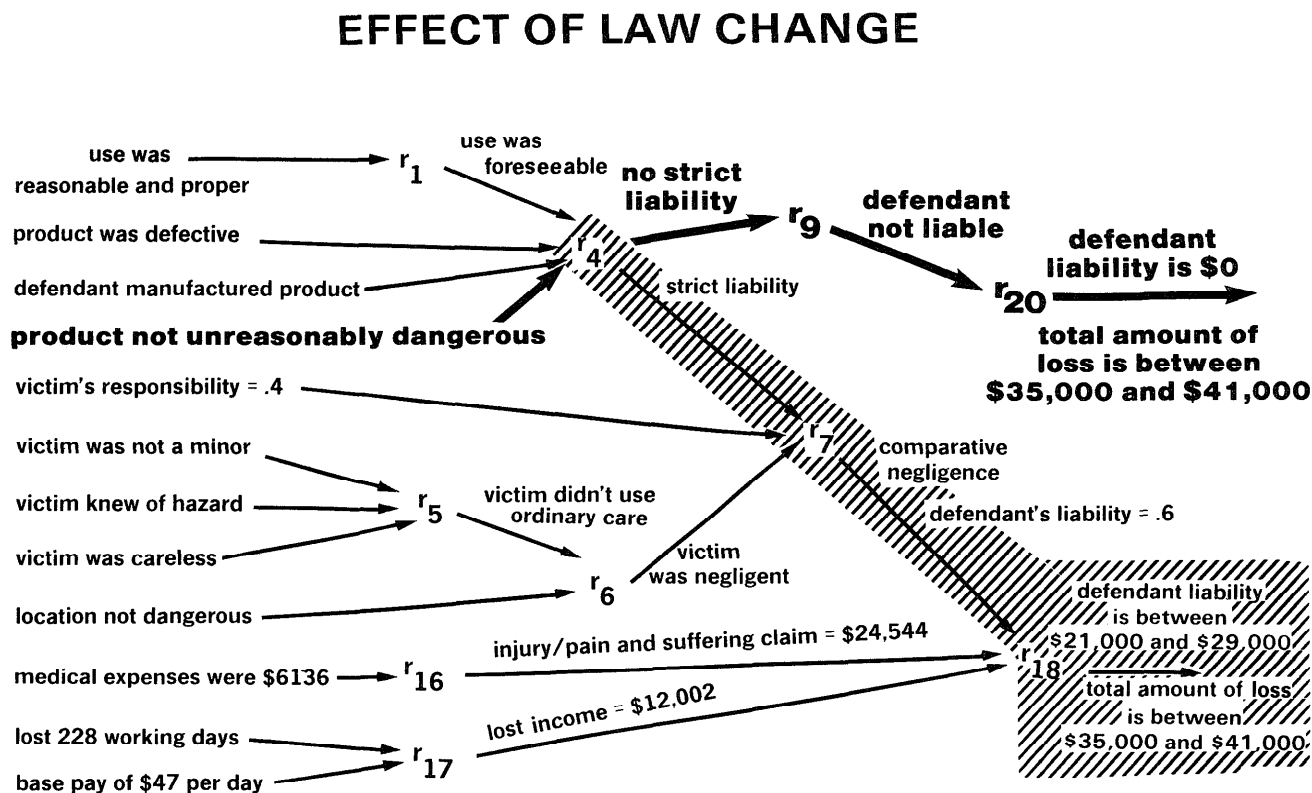 EFFECT OF LAW CHANGE
use was
reasonable and proper
r1
use was
foreseeable
no strict
liability
r9
defendant
not liable
defendant
liability is $0
r20
total amount of
loss is between
$35,000 and $41,000
product was defective
r4
defendant manufactured product
strict liability
product not unreasonably dangerous
victim's responsibility = .4
r7
comparative
negligence
victim was not a minor
victim knew of hazard
r5
victim didn't use
ordinary care
defendant's liability = .6
victim was careless
r6
victim
was negligent
location not dangerous
defendant liability
is between
$21,000 and $29,000
medical expenses were $6136
r16
injury/pain and suffering claim = $24,544
r18
total amount of loss
is between
$35,000 and $41,000
lost 228 working days
r17
lost income = $12,002
base pay of $47 per day